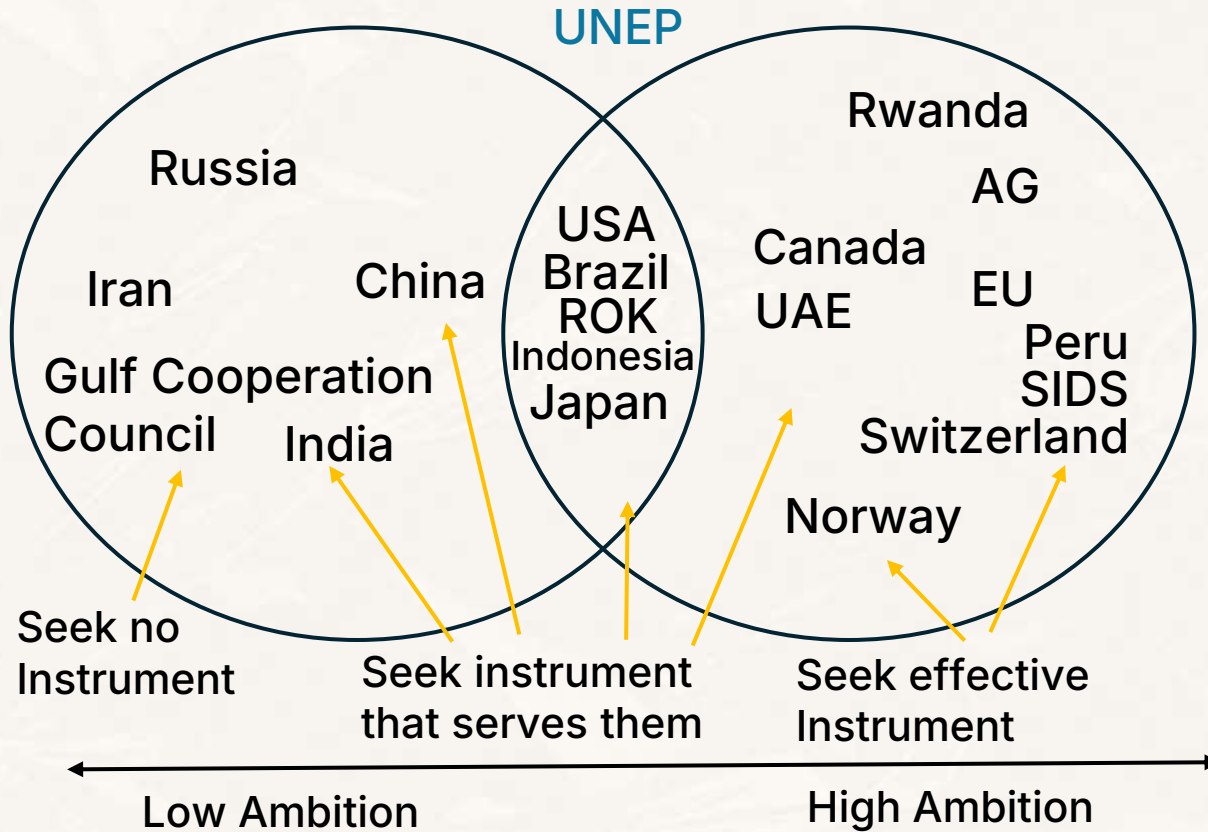 UNEP
Russia
Iran
China
Gulf Cooperation
Council
India
USA
Brazil
ROK
Indonesia
Japan
Rwanda
AG
Canada
UAE
EU
Peru
SIDS
Switzerland
Norway
Seek no
Instrument
Seek instrument
that serves them
Seek effective
Instrument
Low Ambition
High Ambition